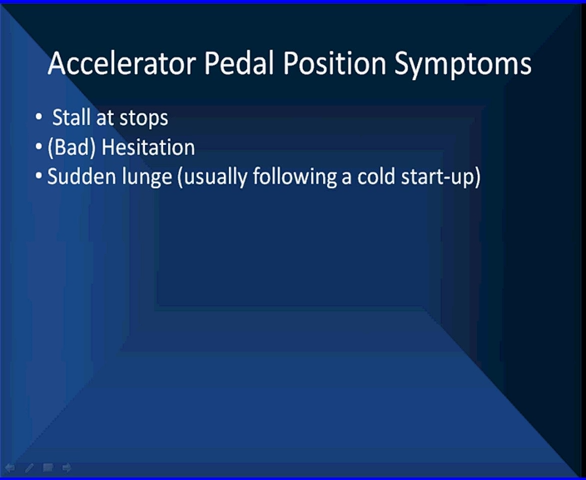 Accelerator Pedal Position Symptoms
• Stall at stops
• (Bad) Hesitation
• Sudden lunge (usually following a cold start-up)